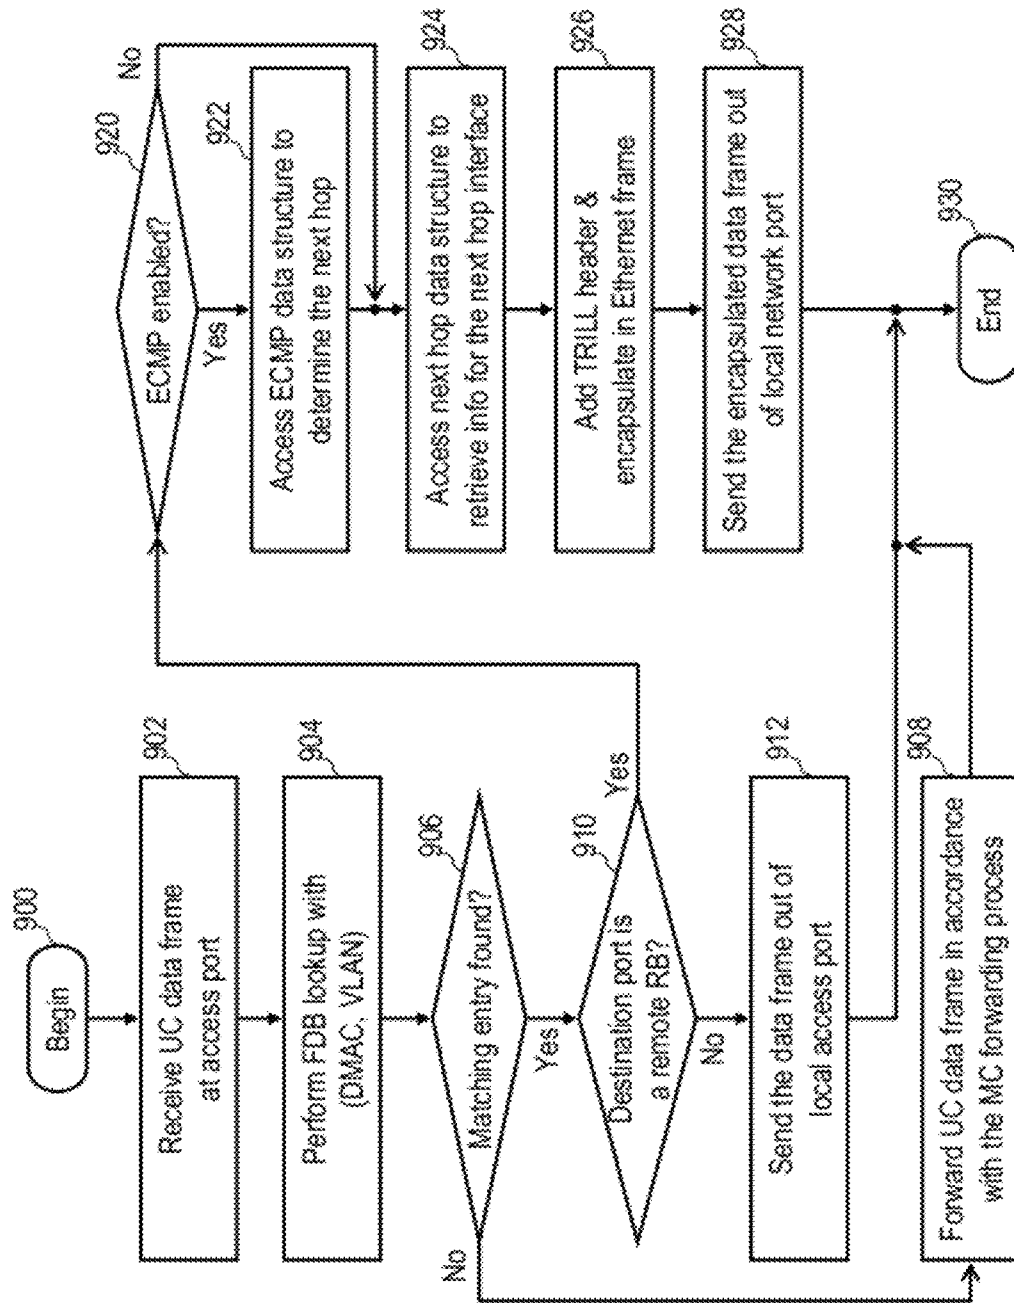 Begin
900
Receive UC data frame
at access port
902
Perform FDB lookup with
(DMAC, VLAN)
904
Matching entry found?
906
No
Yes
Destination port is
a remote RB?
910
Yes
No
Send the data frame out of
local access port
912
Forward UC data frame in accordance
with the MC forwarding process
908
ECMP enabled?
920
No
Yes
Access ECMP data structure to
determine the next hop
922
Access next hop data structure to
retrieve info for the next hop interface
924
Add TRILL header &
encapsulate in Ethernet frame
926
Send the encapsulated data frame out
of local network port
928
End
930